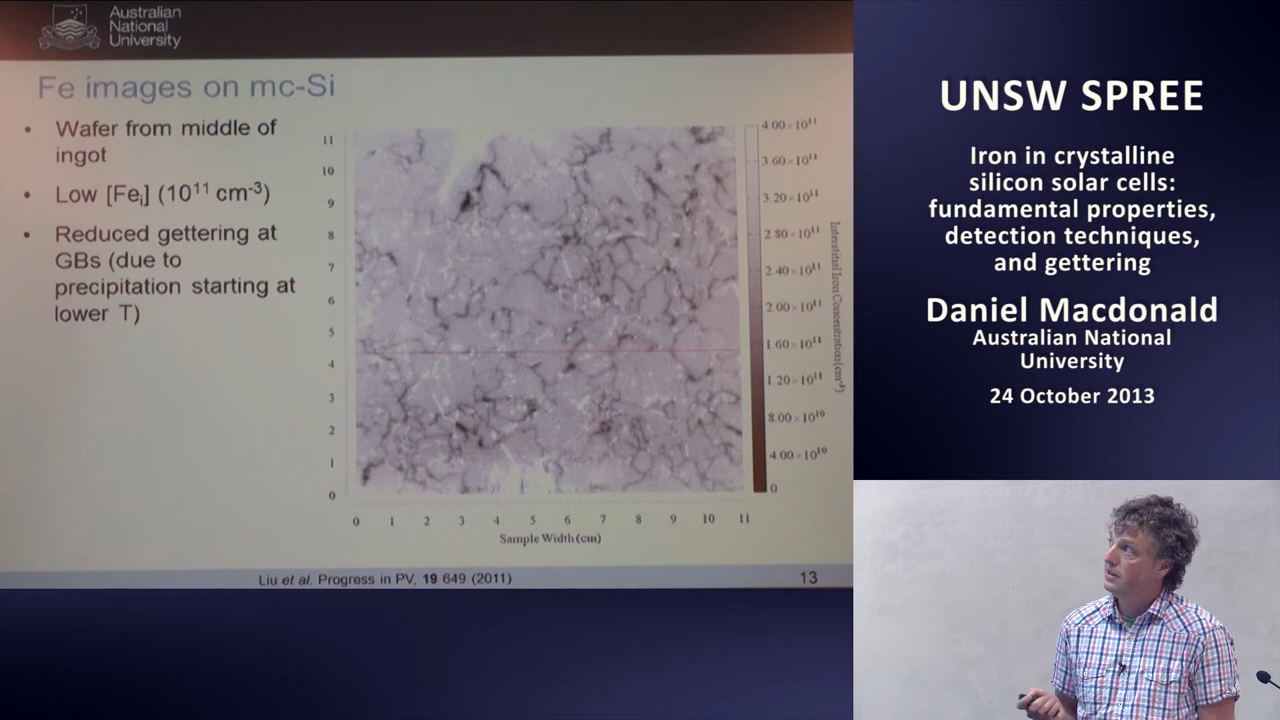 Australian
National
University
Fe images on mc-Si
• Wafer from middle of
ingot
• Low [Feᵢ] (10¹¹ cm⁻³)
• Reduced gettering at
GBs (due to
precipitation starting at
lower T)
11
10
9
8
7
6
5
4
3
2
1
0
0 1 2 3 4 5 6 7 8 9 10 11
Sample Width (cm)
4.00×10¹¹
3.60×10¹¹
3.20×10¹¹
2.80×10¹¹
2.40×10¹¹
2.00×10¹¹
1.60×10¹¹
1.20×10¹¹
8.00×10¹⁰
4.00×10¹⁰
0
Interstitial Iron Concentration (cm⁻³)
Liu et al. Progress in PV, 19 649 (2011)
13
UNSW SPREE
Iron in crystalline
silicon solar cells:
fundamental properties,
detection techniques,
and gettering
Daniel Macdonald
Australian National
University
24 October 2013